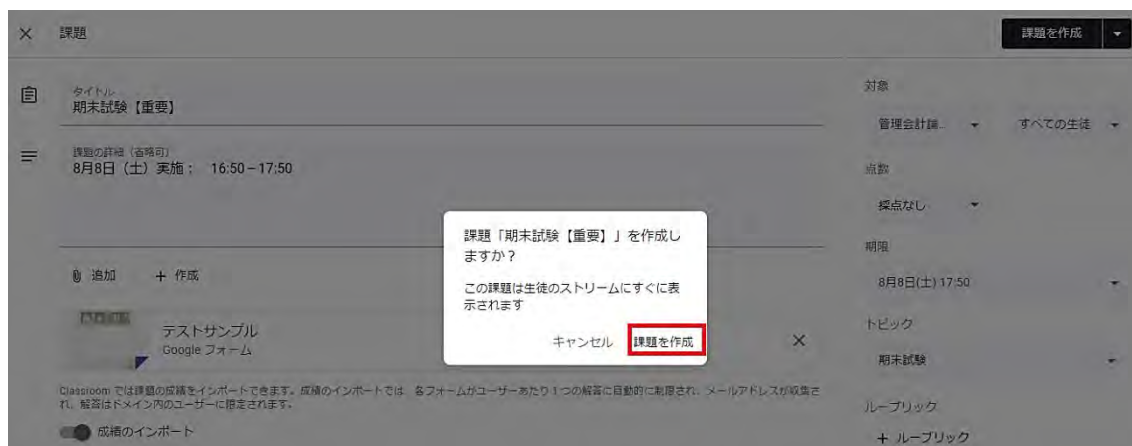 課題
課題を作成
タイトル
期末試験【重要】
課題の詳細（省略可）
8月8日（土）実施； 16:50－17:50
追加
作成
テストサンプル
Google フォーム
Classroom では課題の成績をインポートできます。成績のインポートでは、各フォームがユーザーあたり 1 つの解答に自動的に制限され、メールアドレスが収集さ
れ、解答はドメイン内のユーザーに限定されます。
成績のインポート
課題「期末試験【重要】」を作成し
ますか？
この課題は生徒のストリームにすぐに表
示されます
キャンセル 課題を作成
対象
管理会計論... すべての生徒
点数
採点なし
期限
8月8日(土) 17:50
トピック
期末試験
ルーブリック
+ ルーブリック